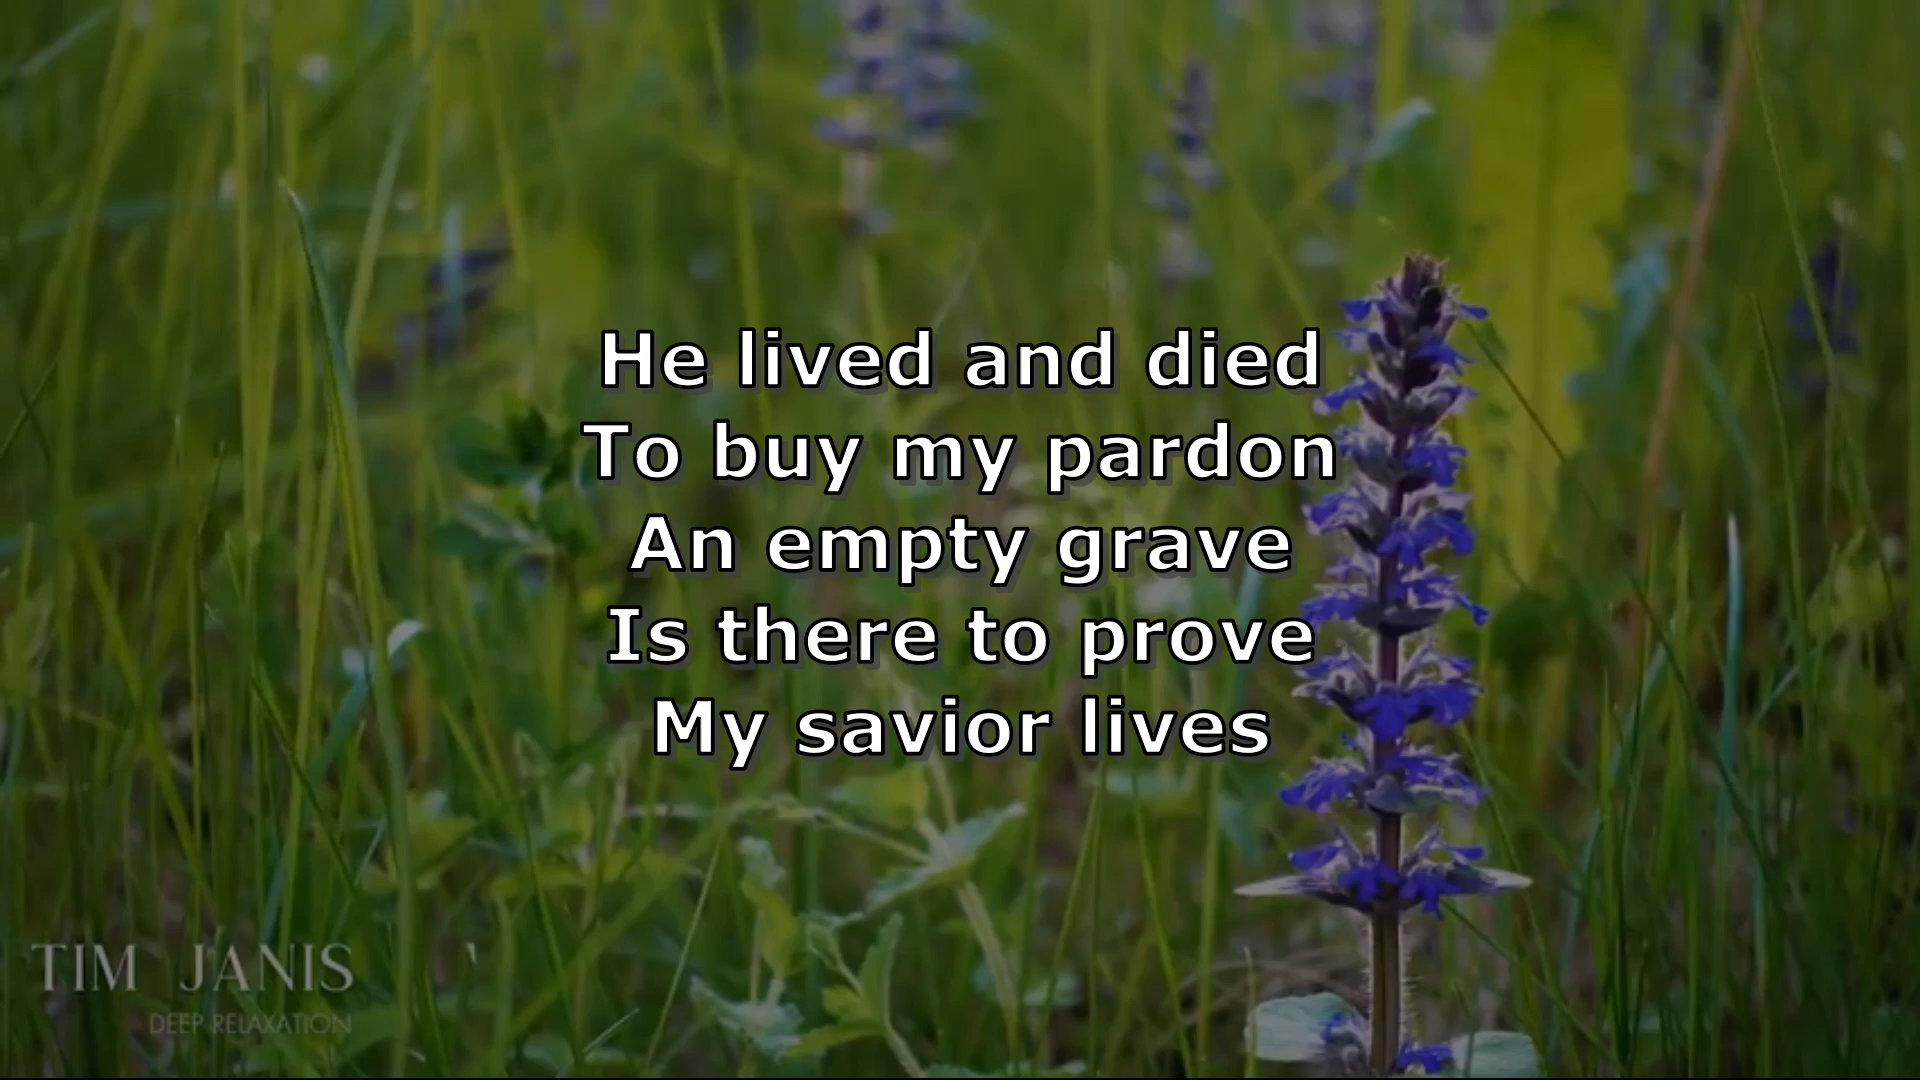 He lived and died
To buy my pardon
An empty grave
Is there to prove
My savior lives
TIM JANIS
DEEP RELAXATION